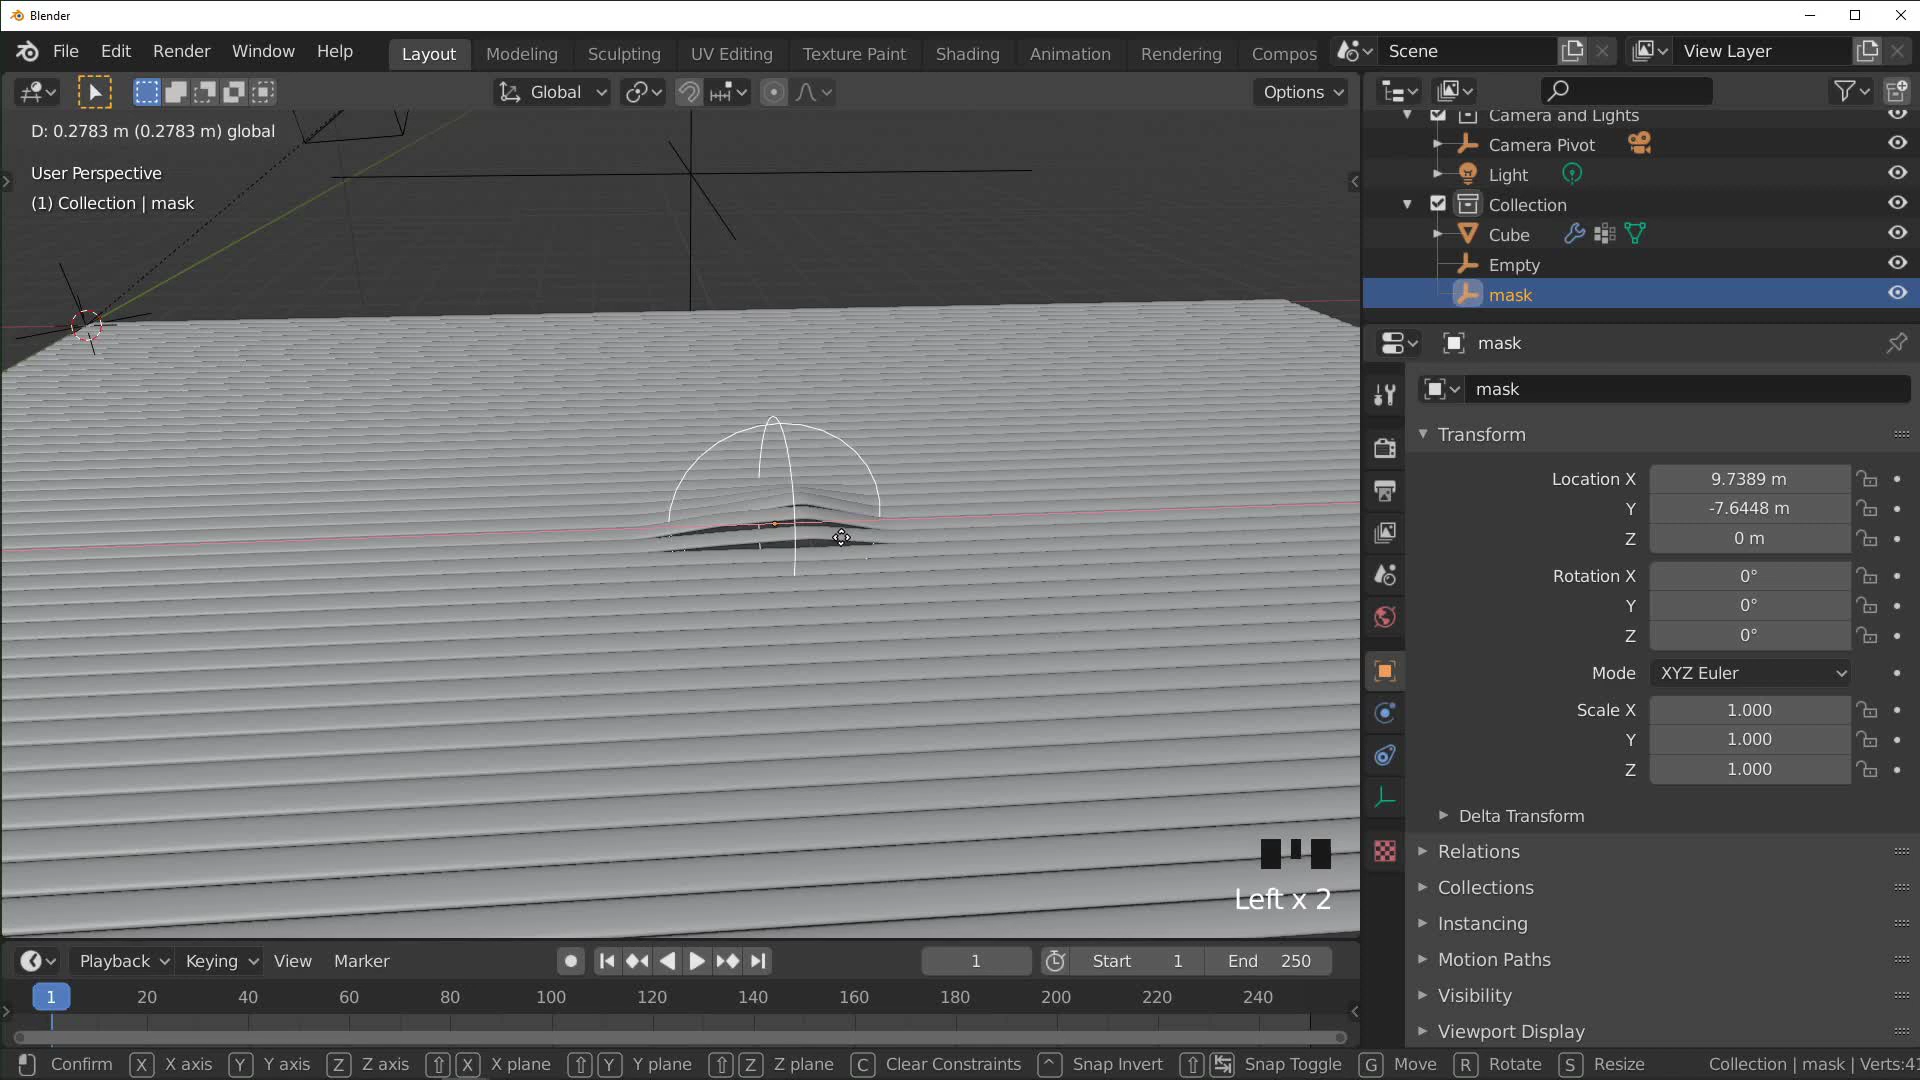 Blender
File Edit Render Window Help
Layout Modeling Sculpting UV Editing Texture Paint Shading Animation Rendering Compos
Scene
View Layer
Global
Options
D: 0.2783 m (0.2783 m) global
User Perspective
(1) Collection | mask
Camera and Lights
Camera Pivot
Light
Collection
Cube
Empty
mask
mask
mask
Transform
Location X 9.7389 m
Y -7.6448 m
Z 0 m
Rotation X 0°
Y 0°
Z 0°
Mode XYZ Euler
Scale X 1.000
Y 1.000
Z 1.000
Delta Transform
Relations
Collections
Instancing
Motion Paths
Visibility
Viewport Display
Left x 2
Playback Keying View Marker
1
Start 1
End 250
1 20 40 60 80 100 120 140 160 180 200 220 240
Confirm X X axis Y Y axis Z Z axis X X plane Y Y plane Z Z plane C Clear Constraints ^ Snap Invert Snap Toggle G Move R Rotate S Resize
Collection | mask | Verts:41